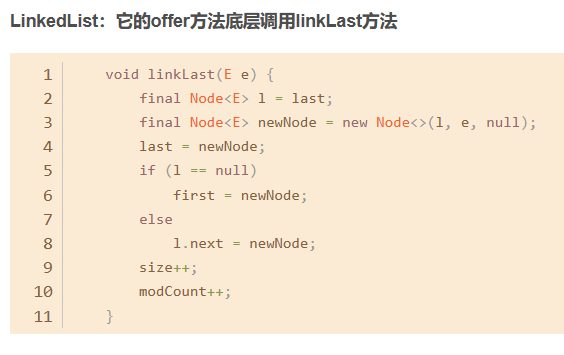 LinkedList：它的offer方法底层调用linkLast方法
1 void linkLast(E e) {
2 final Node<E> l = last;
3 final Node<E> newNode = new Node<>(l, e, null);
4 last = newNode;
5 if (l == null)
6 first = newNode;
7 else
8 l.next = newNode;
9 size++;
10 modCount++;
11 }